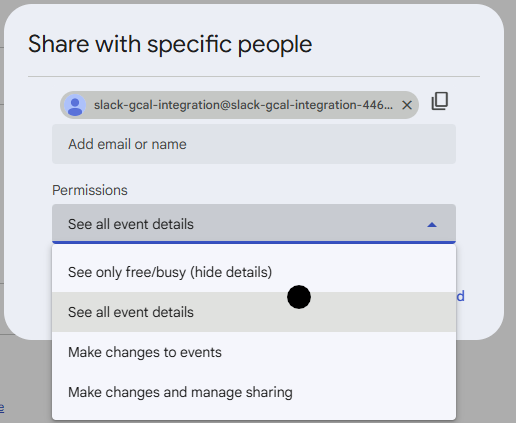 Share with specific people
slack-gcal-integration@slack-gcal-integration-446...
Add email or name
Permissions
See all event details
See only free/busy (hide details)
See all event details
Make changes to events
Make changes and manage sharing